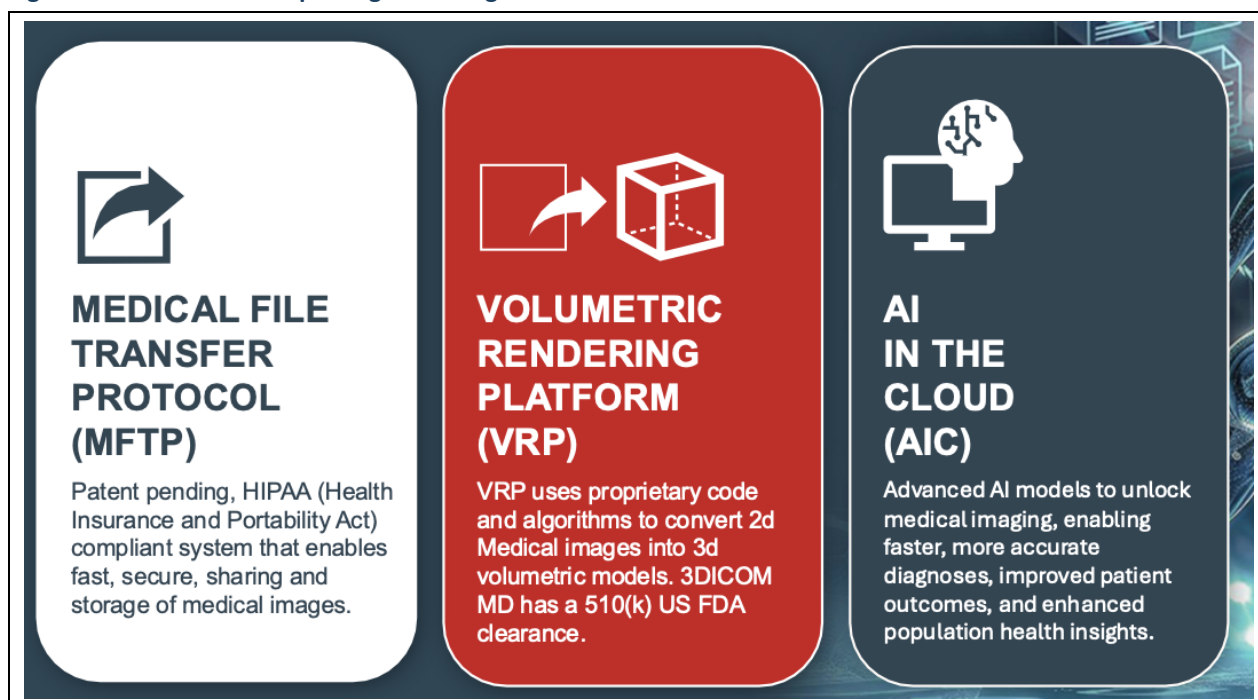 MEDICAL FILE
TRANSFER
PROTOCOL
(MFTP)
Patent pending, HIPAA (Health
Insurance and Portability Act)
compliant system that enables
fast, secure, sharing and
storage of medical images.
VOLUMETRIC
RENDERING
PLATFORM
(VRP)
VRP uses proprietary code
and algorithms to convert 2d
Medical images into 3d
volumetric models. 3DICOM
MD has a 510(k) US FDA
clearance.
AI
IN THE
CLOUD
(AIC)
Advanced AI models to unlock
medical imaging, enabling
faster, more accurate
diagnoses, improved patient
outcomes, and enhanced
population health insights.